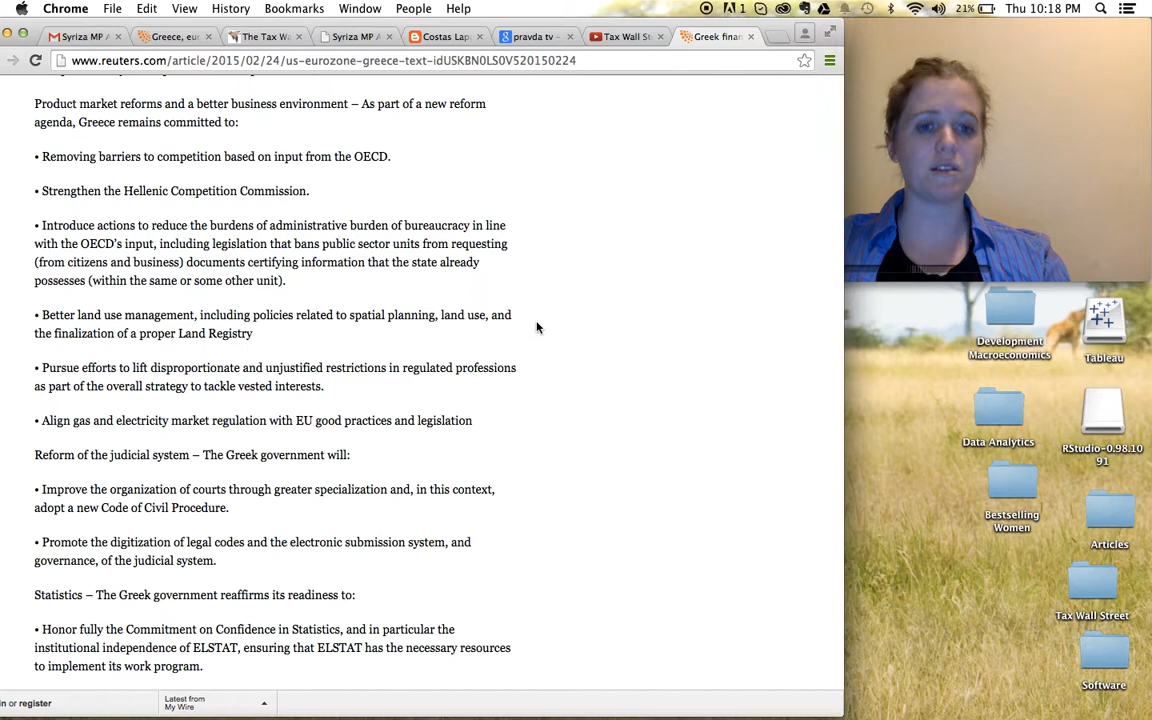 Chrome File Edit View History Bookmarks Window People Help 1 21% Thu 10:18 PM
Syriza MP A Greece, eur The Tax Wa Syriza MP A Costas Lap pravda tv - Tax Wall St Greek finan
www.reuters.com/article/2015/02/24/us-eurozone-greece-text-idUSKBN0LS0V520150224
Product market reforms and a better business environment – As part of a new reform
agenda, Greece remains committed to:
• Removing barriers to competition based on input from the OECD.
• Strengthen the Hellenic Competition Commission.
• Introduce actions to reduce the burdens of administrative burden of bureaucracy in line
with the OECD's input, including legislation that bans public sector units from requesting
(from citizens and business) documents certifying information that the state already
possesses (within the same or some other unit).
• Better land use management, including policies related to spatial planning, land use, and
the finalization of a proper Land Registry
• Pursue efforts to lift disproportionate and unjustified restrictions in regulated professions
as part of the overall strategy to tackle vested interests.
• Align gas and electricity market regulation with EU good practices and legislation
Reform of the judicial system – The Greek government will:
• Improve the organization of courts through greater specialization and, in this context,
adopt a new Code of Civil Procedure.
• Promote the digitization of legal codes and the electronic submission system, and
governance, of the judicial system.
Statistics – The Greek government reaffirms its readiness to:
• Honor fully the Commitment on Confidence in Statistics, and in particular the
institutional independence of ELSTAT, ensuring that ELSTAT has the necessary resources
to implement its work program.
in or register
Latest from
My Wire
Development
Macroeconomics
Tableau
Data Analytics
RStudio-0.98.10
91
Bestselling
Women
Articles
Tax Wall Street
Software